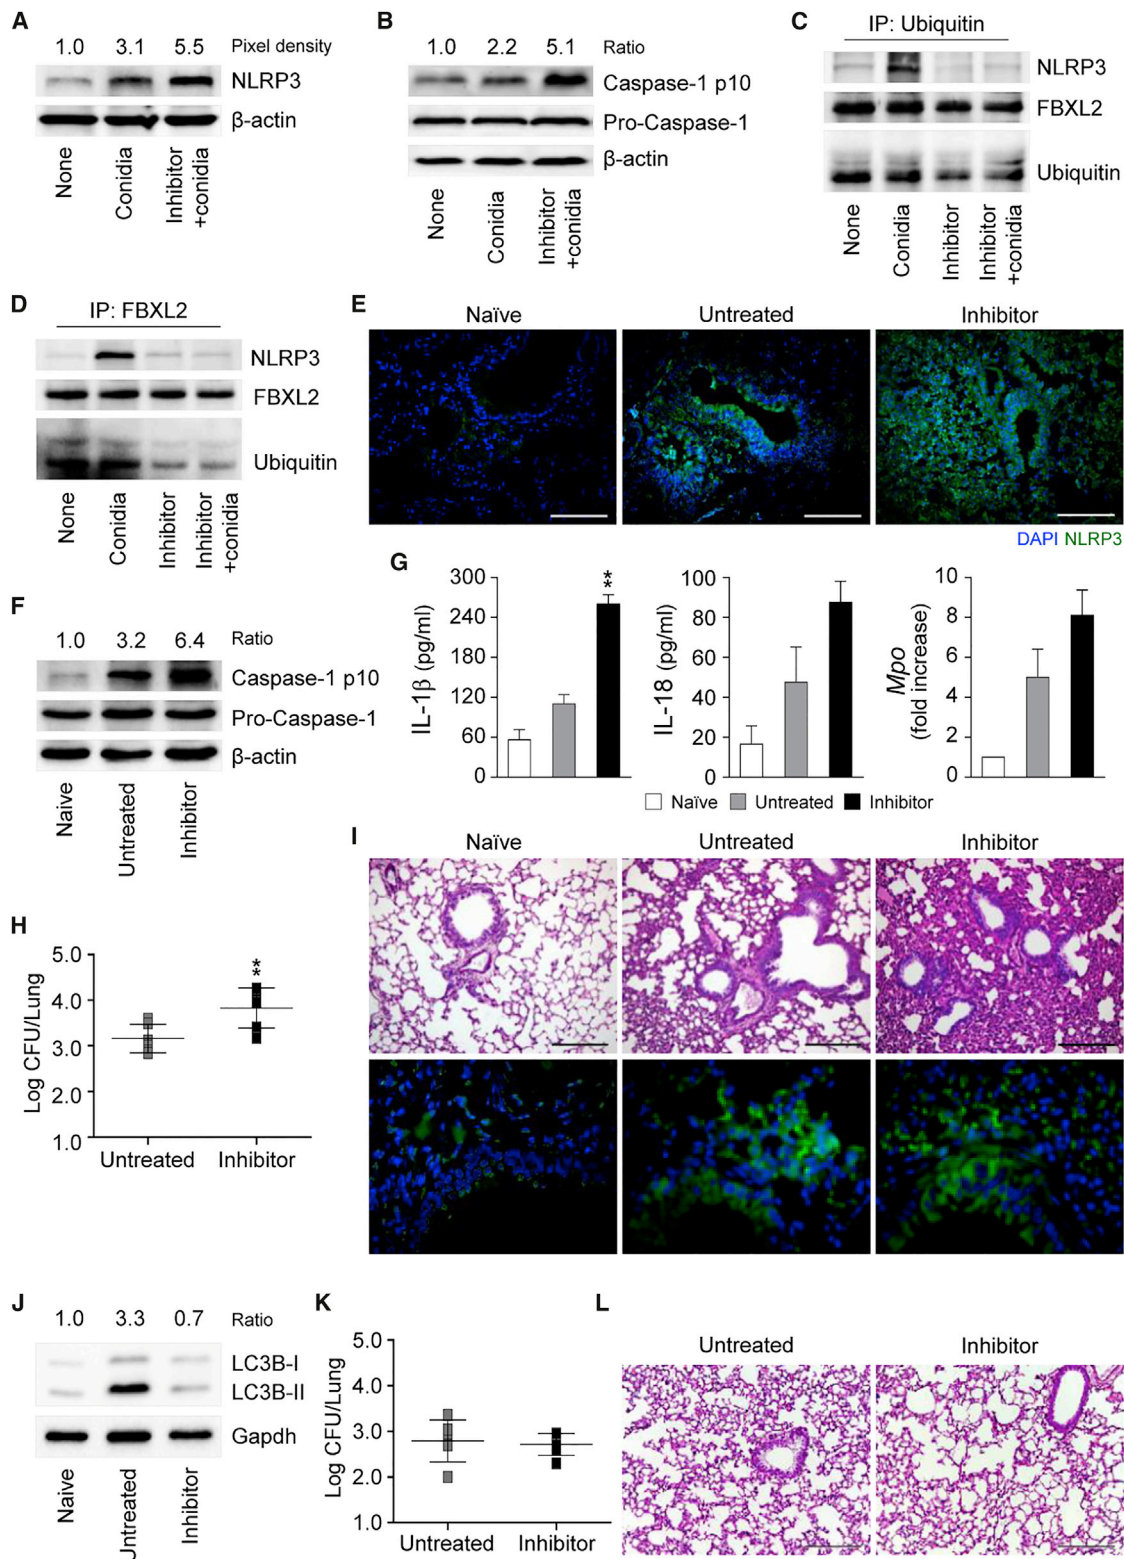 A
1.0 3.1 5.5 Pixel density
NLRP3
β-actin
None
Conidia
Inhibitor
+conidia
B
1.0 2.2 5.1 Ratio
Caspase-1 p10
Pro-Caspase-1
β-actin
None
Conidia
Inhibitor
+conidia
C
IP: Ubiquitin
NLRP3
FBXL2
Ubiquitin
None
Conidia
Inhibitor
Inhibitor
+conidia
D
IP: FBXL2
NLRP3
FBXL2
Ubiquitin
None
Conidia
Inhibitor
Inhibitor
+conidia
E
Naïve Untreated Inhibitor
DAPI NLRP3
F
1.0 3.2 6.4 Ratio
Caspase-1 p10
Pro-Caspase-1
β-actin
Naive
Untreated
Inhibitor
G
IL-1β (pg/ml)
300
240
180
120
60
0
**
IL-18 (pg/ml)
100
80
60
40
20
0
Mpo
(fold increase)
10
8
6
4
2
0
Naïve Untreated Inhibitor
H
Log CFU/Lung
5.0
4.0
3.0
2.0
1.0
**
Untreated Inhibitor
I
Naïve Untreated Inhibitor
J
1.0 3.3 0.7 Ratio
LC3B-I
LC3B-II
Gapdh
Naive
Untreated
Inhibitor
K
Log CFU/Lung
5.0
4.0
3.0
2.0
1.0
Untreated Inhibitor
L
Untreated Inhibitor